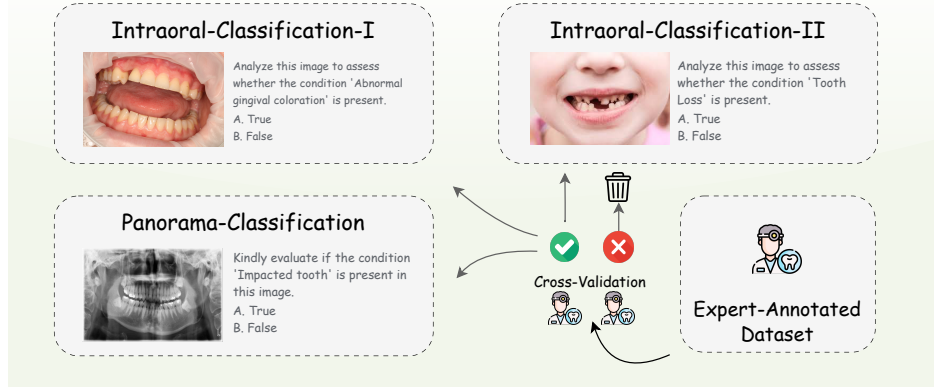 Intraoral-Classification-I
Analyze this image to assess
whether the condition 'Abnormal
gingival coloration' is present.
A. True
B. False
Intraoral-Classification-II
Analyze this image to assess
whether the condition 'Tooth
Loss' is present.
A. True
B. False
Panorama-Classification
Kindly evaluate if the condition
'Impacted tooth' is present in
this image.
A. True
B. False
Cross-Validation
Expert-Annotated
Dataset